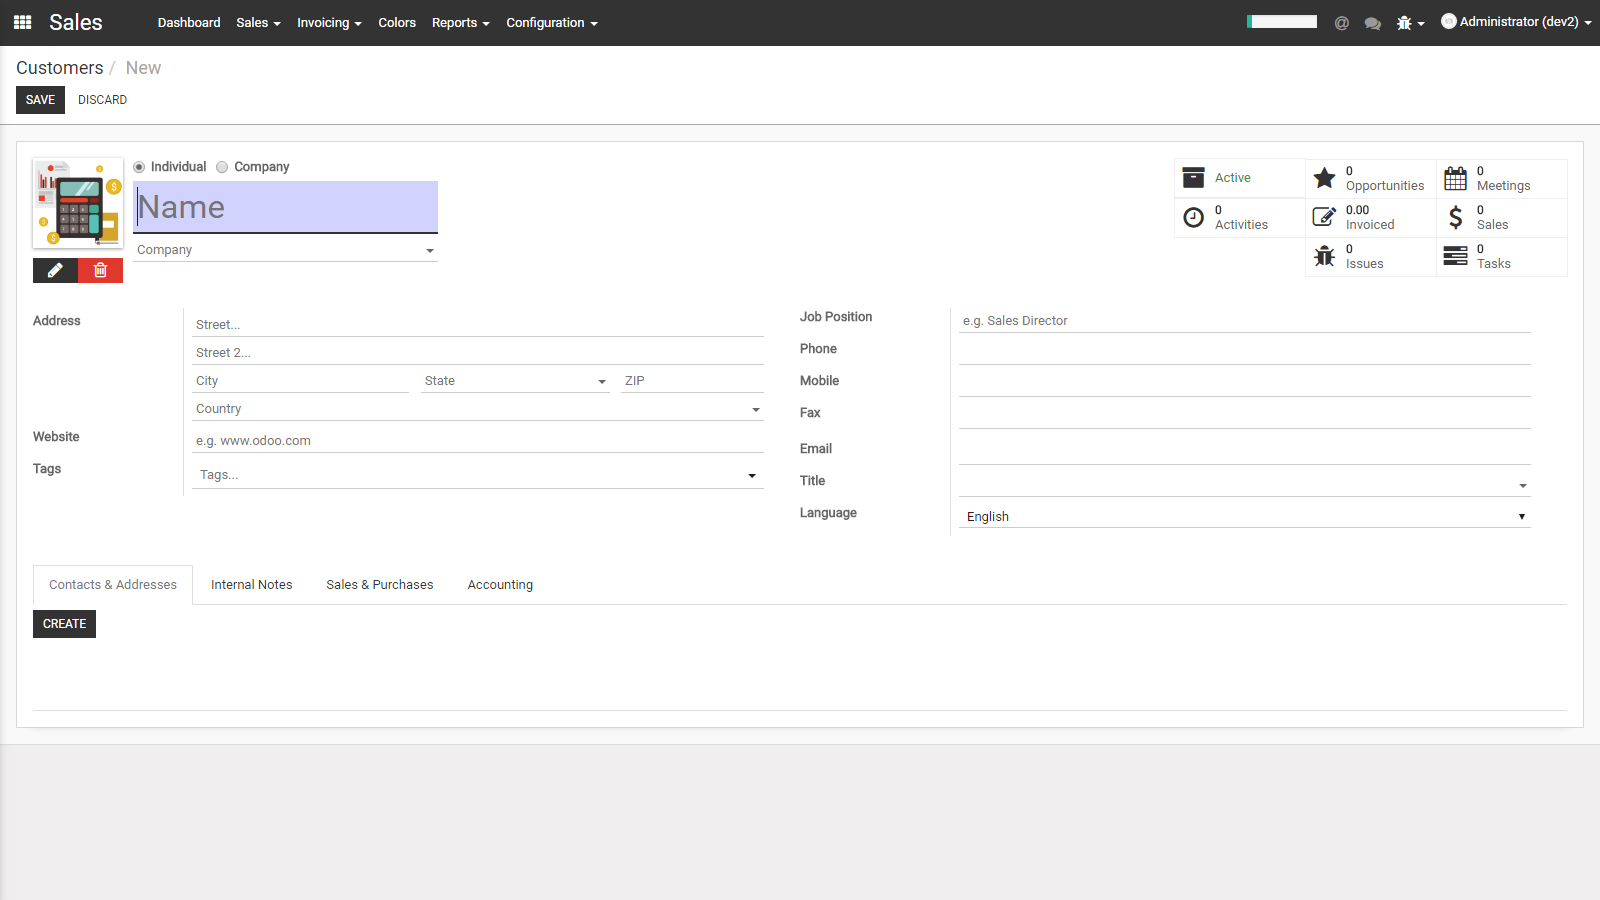 Sales
Dashboard Sales Invoicing Colors Reports Configuration
@
Administrator (dev2)
Customers / New
SAVE DISCARD
Individual Company
Name
Company
Active
0
Opportunities
0
Meetings
0
Activities
0.00
Invoiced
0
Sales
0
Issues
0
Tasks
Address
Street...
Street 2...
City State ZIP
Country
Website
e.g. www.odoo.com
Tags
Tags...
Job Position
e.g. Sales Director
Phone
Mobile
Fax
Email
Title
Language
English
Contacts & Addresses Internal Notes Sales & Purchases Accounting
CREATE